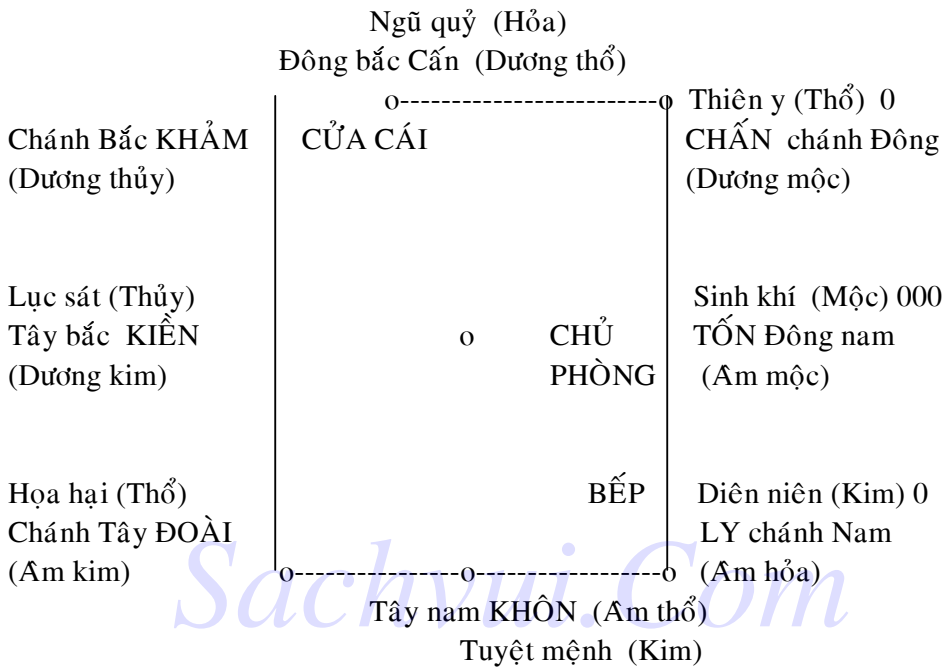 Ngũ quỷ (Hỏa)
Đông bắc Cấn (Dương thổ)
o-------------------------o Thiên y (Thổ) 0
Chánh Bắc KHẢM CỬA CÁI CHẤN chánh Đông
(Dương thủy) (Dương mộc)
Lục sát (Thủy) Sinh khí (Mộc) 000
Tây bắc KIỀN o CHỦ TỐN Đông nam
(Dương kim) PHÒNG (Âm mộc)
Họa hại (Thổ) BẾP Diên niên (Kim) 0
Chánh Tây ĐOÀI LY chánh Nam
(Âm kim) o-----------------o------------------o (Âm hỏa)
Sachvui.Com
Tây nam KHÔN (Âm thổ)
Tuyệt mệnh (Kim)